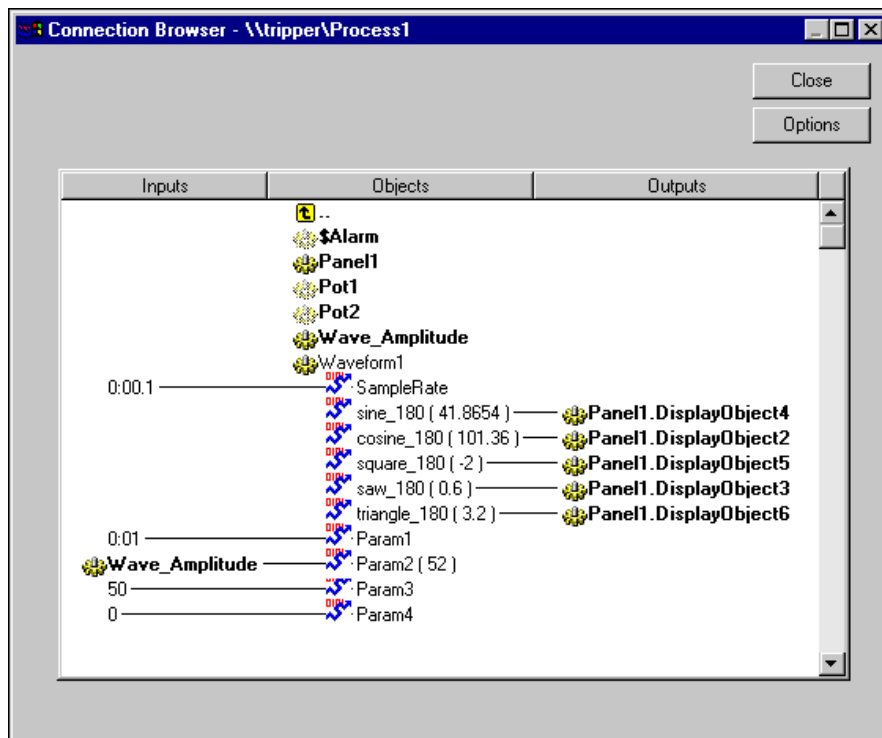 Connection Browser - \\tripper\Process1
Close
Options
Inputs Objects Outputs
..
$Alarm
Panel1
Pot1
Pot2
Wave_Amplitude
Waveform1
0:00.1 SampleRate
sine_180 ( 41.8654 ) Panel1.DisplayObject4
cosine_180 ( 101.36 ) Panel1.DisplayObject2
square_180 ( -2 ) Panel1.DisplayObject5
saw_180 ( 0.6 ) Panel1.DisplayObject3
triangle_180 ( 3.2 ) Panel1.DisplayObject6
0:01 Param1
Wave_Amplitude Param2 ( 52 )
50 Param3
0 Param4